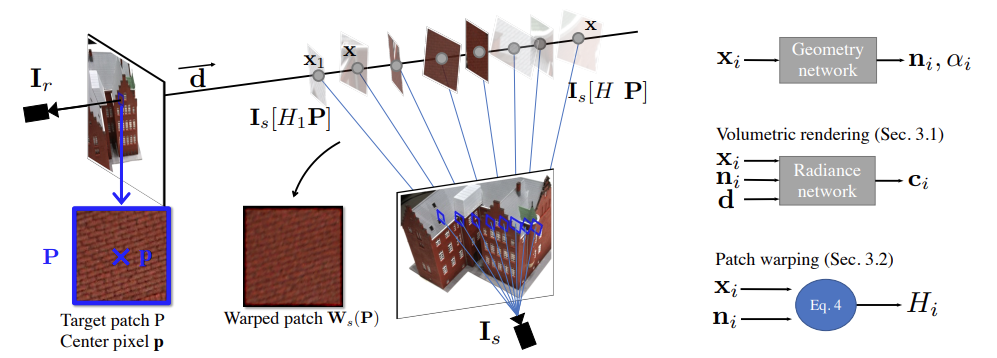 I_r
d
x_1
x
x
I_s[H_1P]
I_s[H P]
P
p
Target patch P
Center pixel p
Warped patch W_s(P)
I_s
x_i
Geometry
network
n_i, α_i
Volumetric rendering (Sec. 3.1)
x_i
n_i
d
Radiance
network
c_i
Patch warping (Sec. 3.2)
x_i
n_i
Eq. 4
H_i